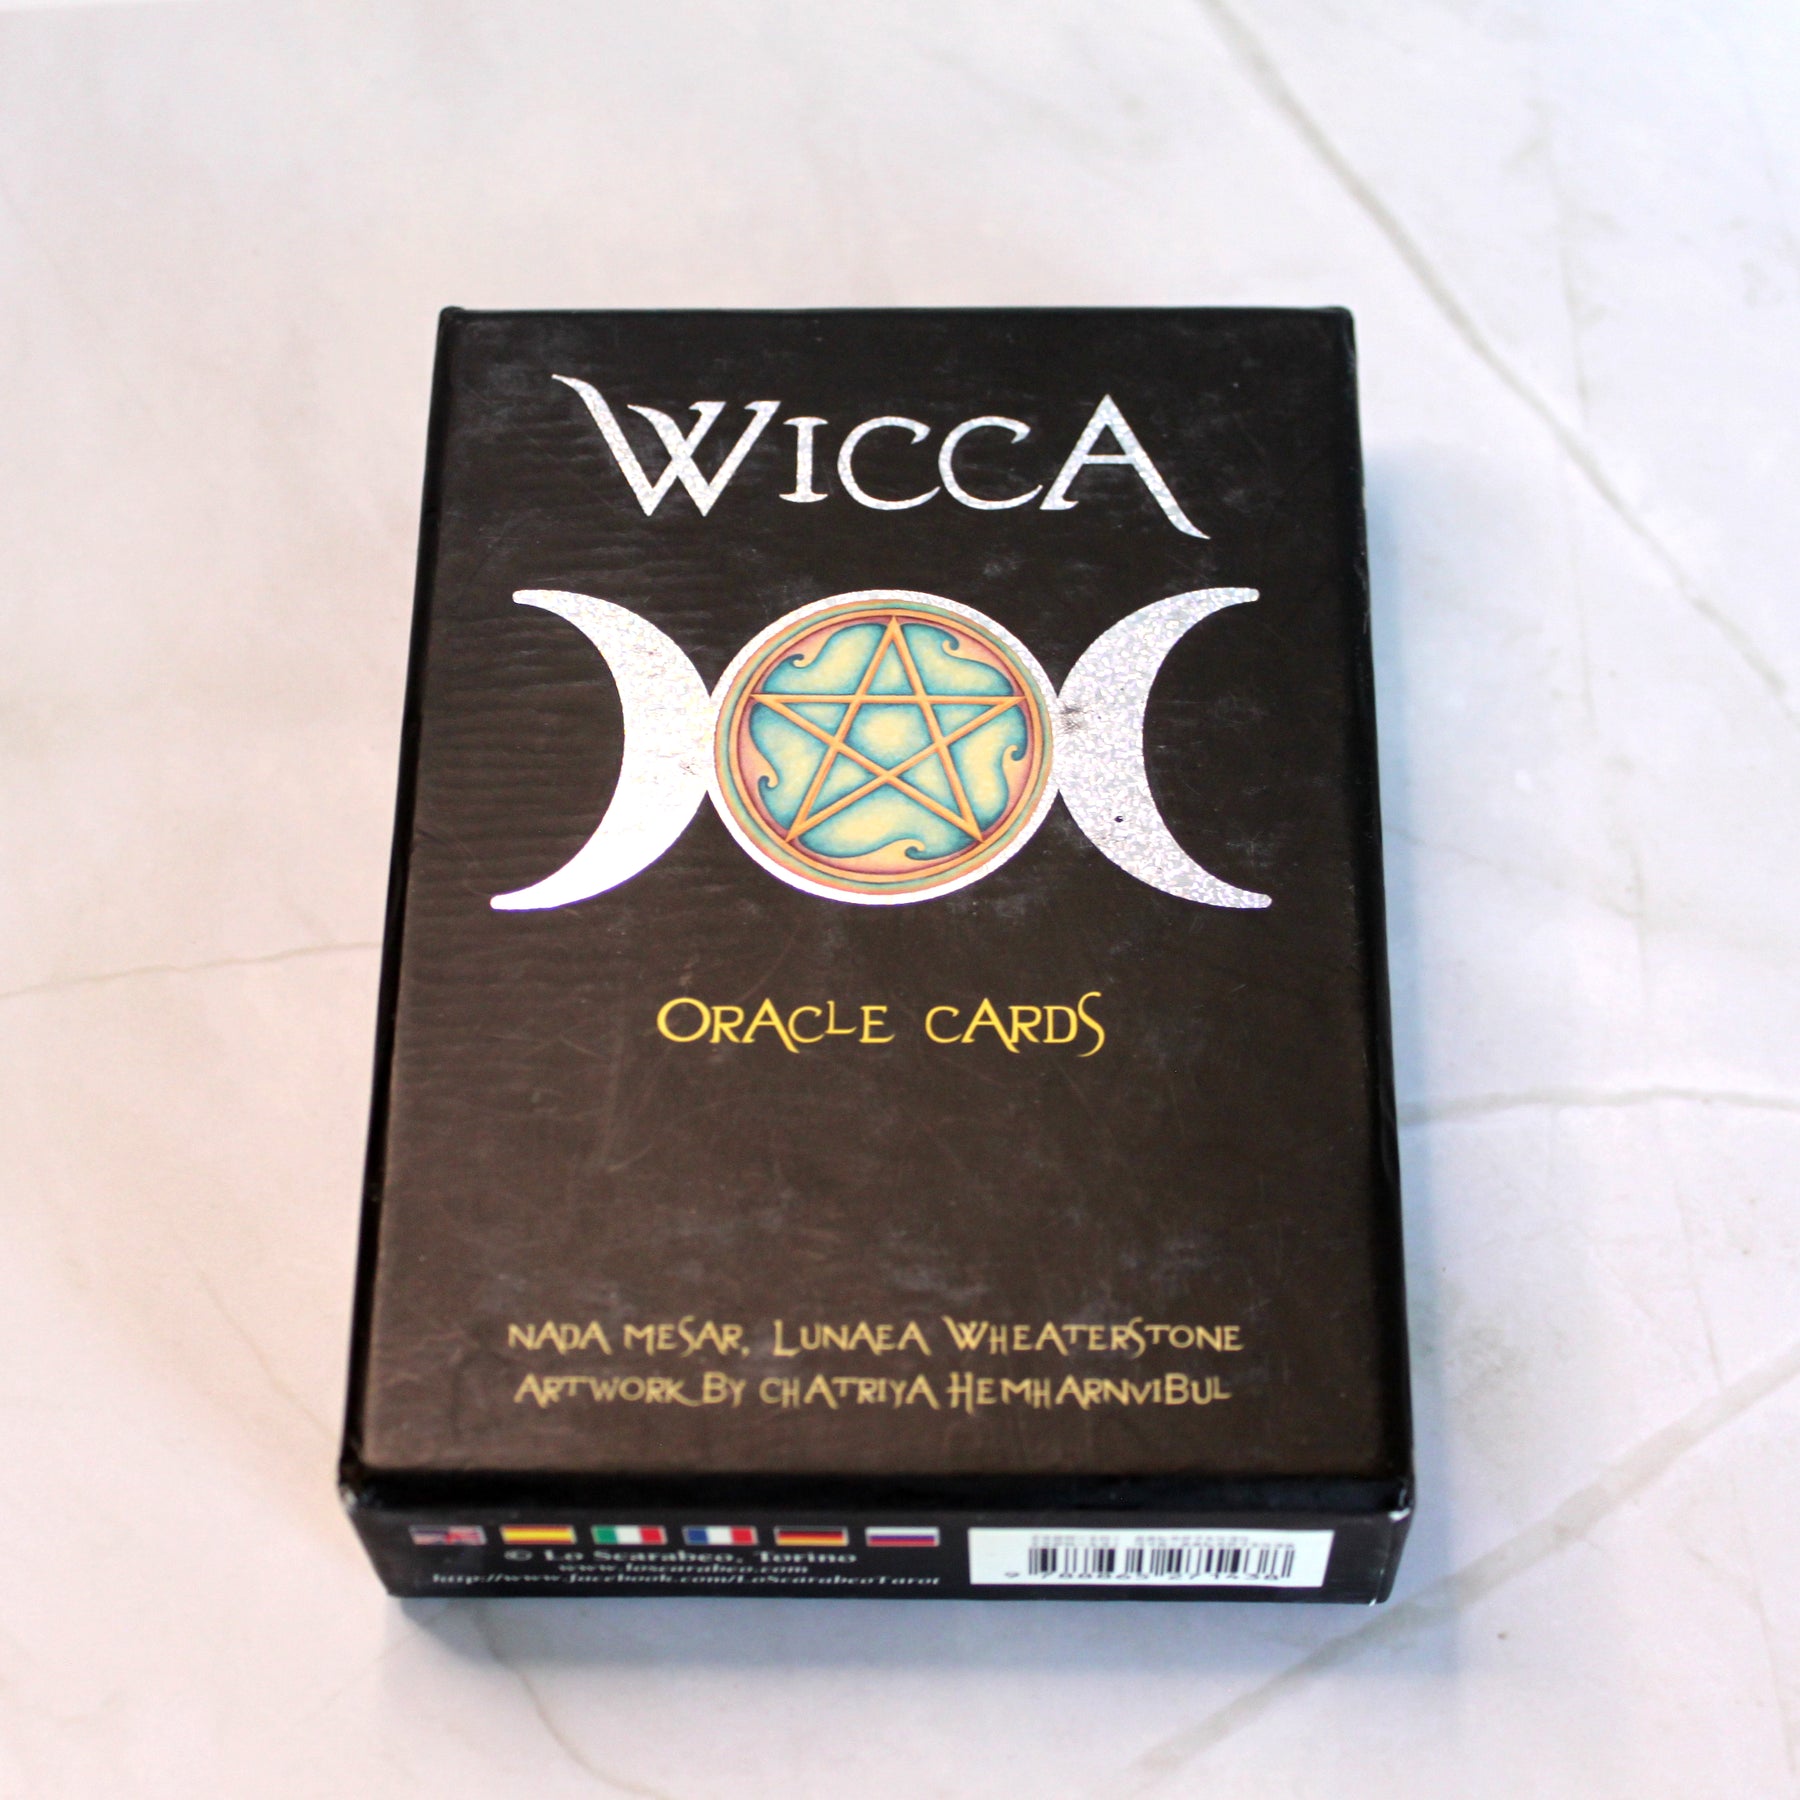 WICCA
ORACLE CARDS
NADA MESAR, LUNAEA WHEATERSTONE
ARTWORK BY CHATRIYA HEMHARNVIBUL
© Lo Scarabeo, Torino
www.loscarabeo.com
http://www.facebook.com/LoScarabeoTarot